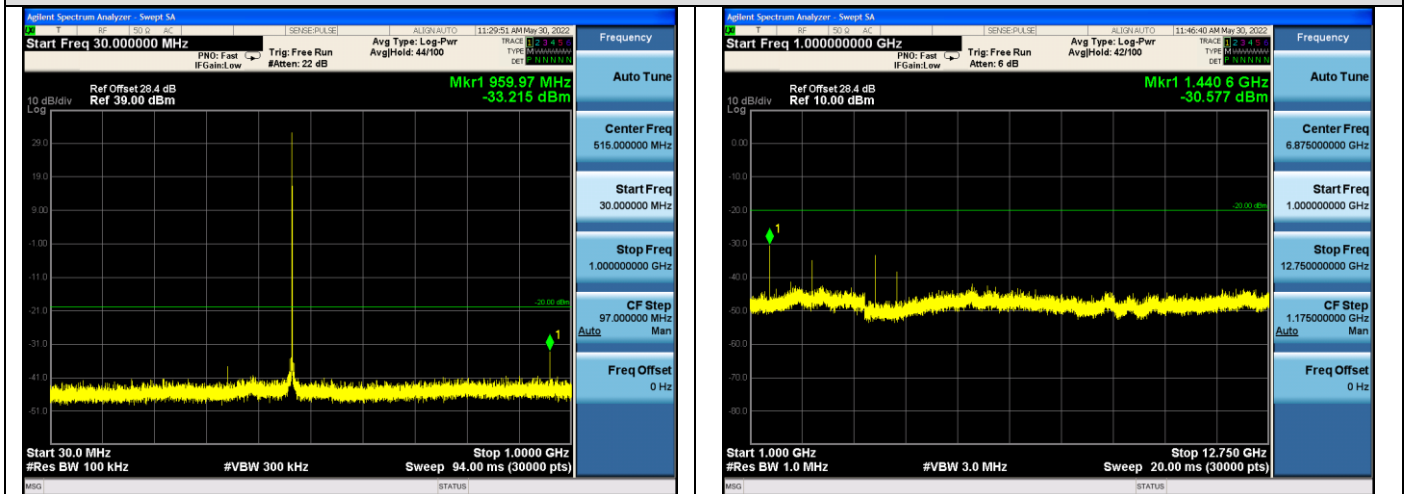 Agilent Spectrum Analyzer - Swept SA
T RF 50 Ω AC SENSE:PULSE ALIGN AUTO 11:29:51 AM May 30, 2022
Start Freq 30.000000 MHz
PNO: Fast
IFGain:Low
Trig: Free Run
#Atten: 22 dB
Avg Type: Log-Pwr
Avg|Hold: 44/100
TRACE 1 2 3 4 5 6
TYPE M
DET P N N N N N
Mkr1 959.97 MHz
-33.215 dBm
Ref Offset 28.4 dB
10 dB/div Ref 39.00 dBm
Log
29.0
19.0
9.00
-1.00
-11.0
-20.00 dBm
-21.0
1
-31.0
-41.0
-51.0
Start 30.0 MHz Stop 1.0000 GHz
#Res BW 100 kHz #VBW 300 kHz Sweep 94.00 ms (30000 pts)
MSG STATUS
Frequency
Auto Tune
Center Freq
515.000000 MHz
Start Freq
30.000000 MHz
Stop Freq
1.000000000 GHz
CF Step
97.000000 MHz
Auto Man
Freq Offset
0 Hz
Agilent Spectrum Analyzer - Swept SA
T RF 50 Ω AC SENSE:PULSE ALIGN AUTO 11:46:40 AM May 30, 2022
Start Freq 1.000000000 GHz
PNO: Fast
IFGain:Low
Trig: Free Run
Atten: 6 dB
Avg Type: Log-Pwr
Avg|Hold: 42/100
TRACE 1 2 3 4 5 6
TYPE M
DET P N N N N N
Mkr1 1.440 6 GHz
-30.577 dBm
Ref Offset 28.4 dB
10 dB/div Ref 10.00 dBm
Log
0.00
-10.0
-20.00 dBm
-20.0
1
-30.0
-40.0
-50.0
-60.0
-70.0
-80.0
Start 1.000 GHz Stop 12.750 GHz
#Res BW 1.0 MHz #VBW 3.0 MHz Sweep 20.00 ms (30000 pts)
MSG STATUS
Frequency
Auto Tune
Center Freq
6.875000000 GHz
Start Freq
1.000000000 GHz
Stop Freq
12.750000000 GHz
CF Step
1.175000000 GHz
Auto Man
Freq Offset
0 Hz